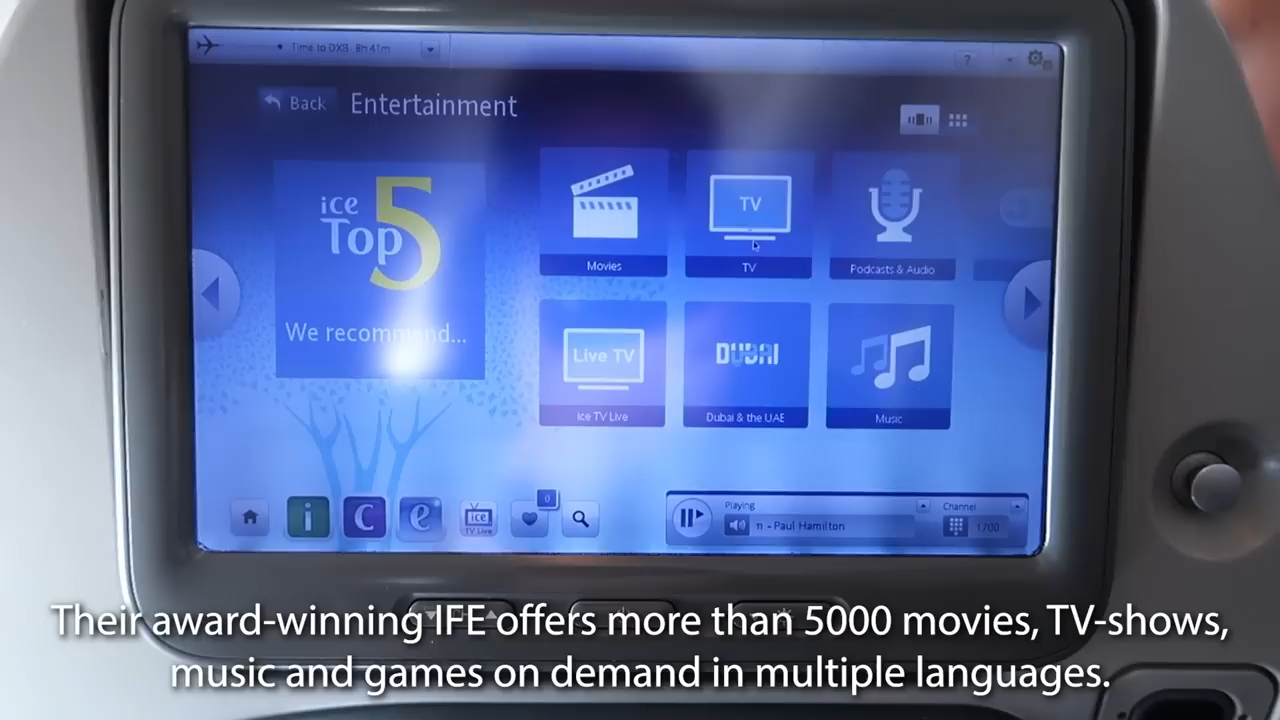 Time to DXB 8h 41m
?
Back
Entertainment
ice
Top 5
We recommend...
Movies
TV
TV
Podcasts & Audio
Live TV
ice TV Live
DUBAI
Dubai & the UAE
Music
i
C
e
ice
TV Live
0
Playing
n - Paul Hamilton
Channel
1700
Their award-winning IFE offers more than 5000 movies, TV-shows,
music and games on demand in multiple languages.